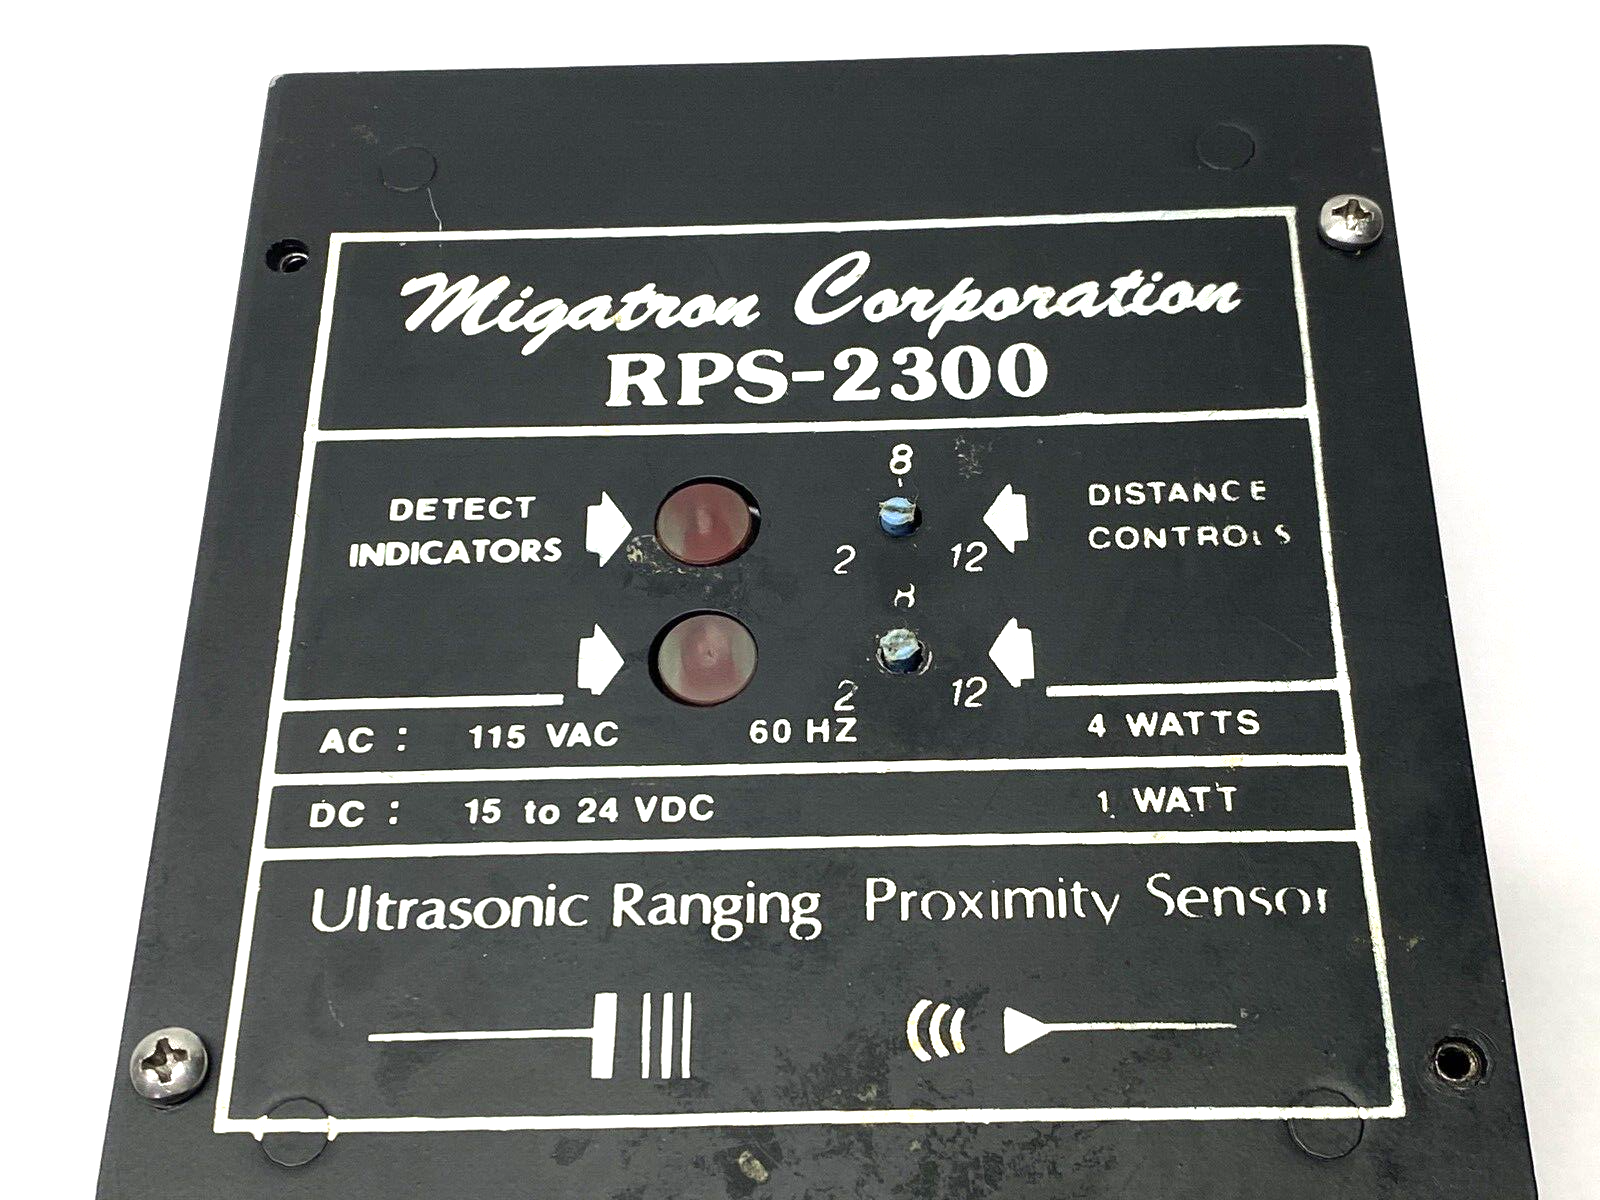 Migatron Corporation
RPS-2300
DETECT
INDICATORS
8
2
12
DISTANCE
CONTROLS
8
2
12
AC : 115 VAC 60 HZ 4 WATTS
DC : 15 to 24 VDC 1 WATT
Ultrasonic Ranging Proximity Sensor